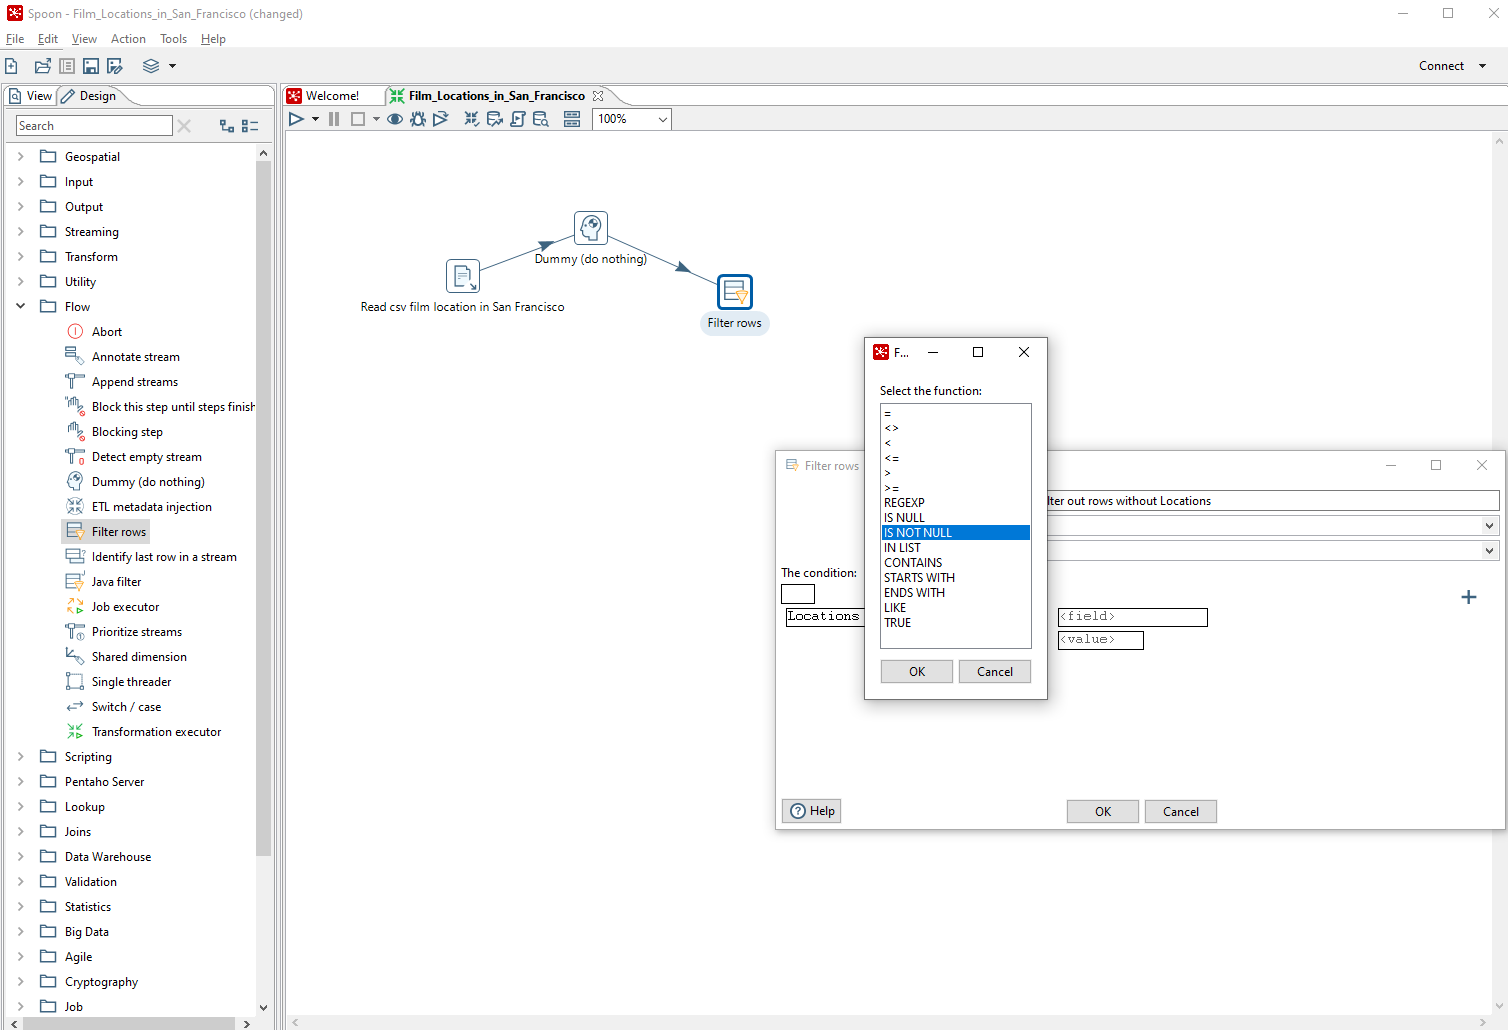 Spoon - Film_Locations_in_San_Francisco (changed)
File Edit View Action Tools Help
Connect
View Design
Welcome! Film_Locations_in_San_Francisco
Search
100%
Geospatial
Input
Output
Streaming
Transform
Utility
Flow
Abort
Annotate stream
Append streams
Block this step until steps finish
Blocking step
Detect empty stream
Dummy (do nothing)
ETL metadata injection
Filter rows
Identify last row in a stream
Java filter
Job executor
Prioritize streams
Shared dimension
Single threader
Switch / case
Transformation executor
Scripting
Pentaho Server
Lookup
Joins
Data Warehouse
Validation
Statistics
Big Data
Agile
Cryptography
Job
Dummy (do nothing)
Read csv film location in San Francisco
Filter rows
F...
Select the function:
=
<>
<
<=
>
>=
REGEXP
IS NULL
IS NOT NULL
IN LIST
CONTAINS
STARTS WITH
ENDS WITH
LIKE
TRUE
OK Cancel
Filter rows
lter out rows without Locations
The condition:
Locations
<field>
<value>
Help
OK Cancel